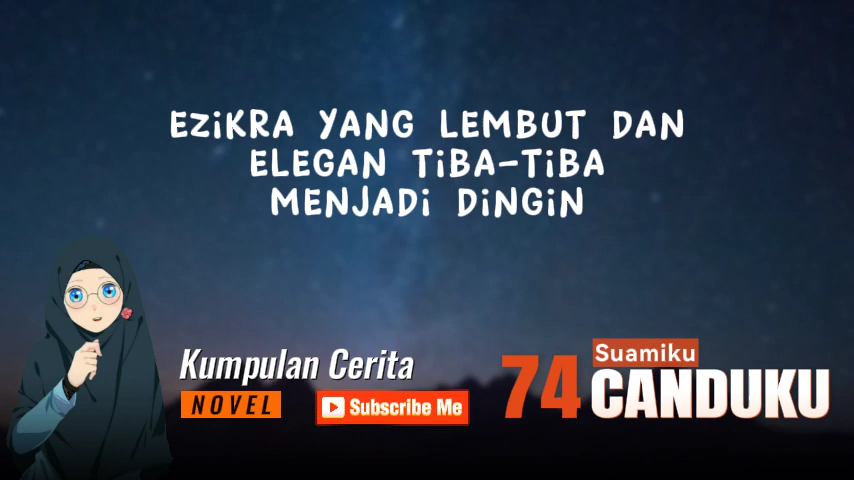 EZiKRA YANG LEMBUT DAN
ELEGAN TiBA-TiBA
MENJADi DiNGiN
Kumpulan Cerita
NOVEL
Subscribe Me
74
Suamiku
CANDUKU